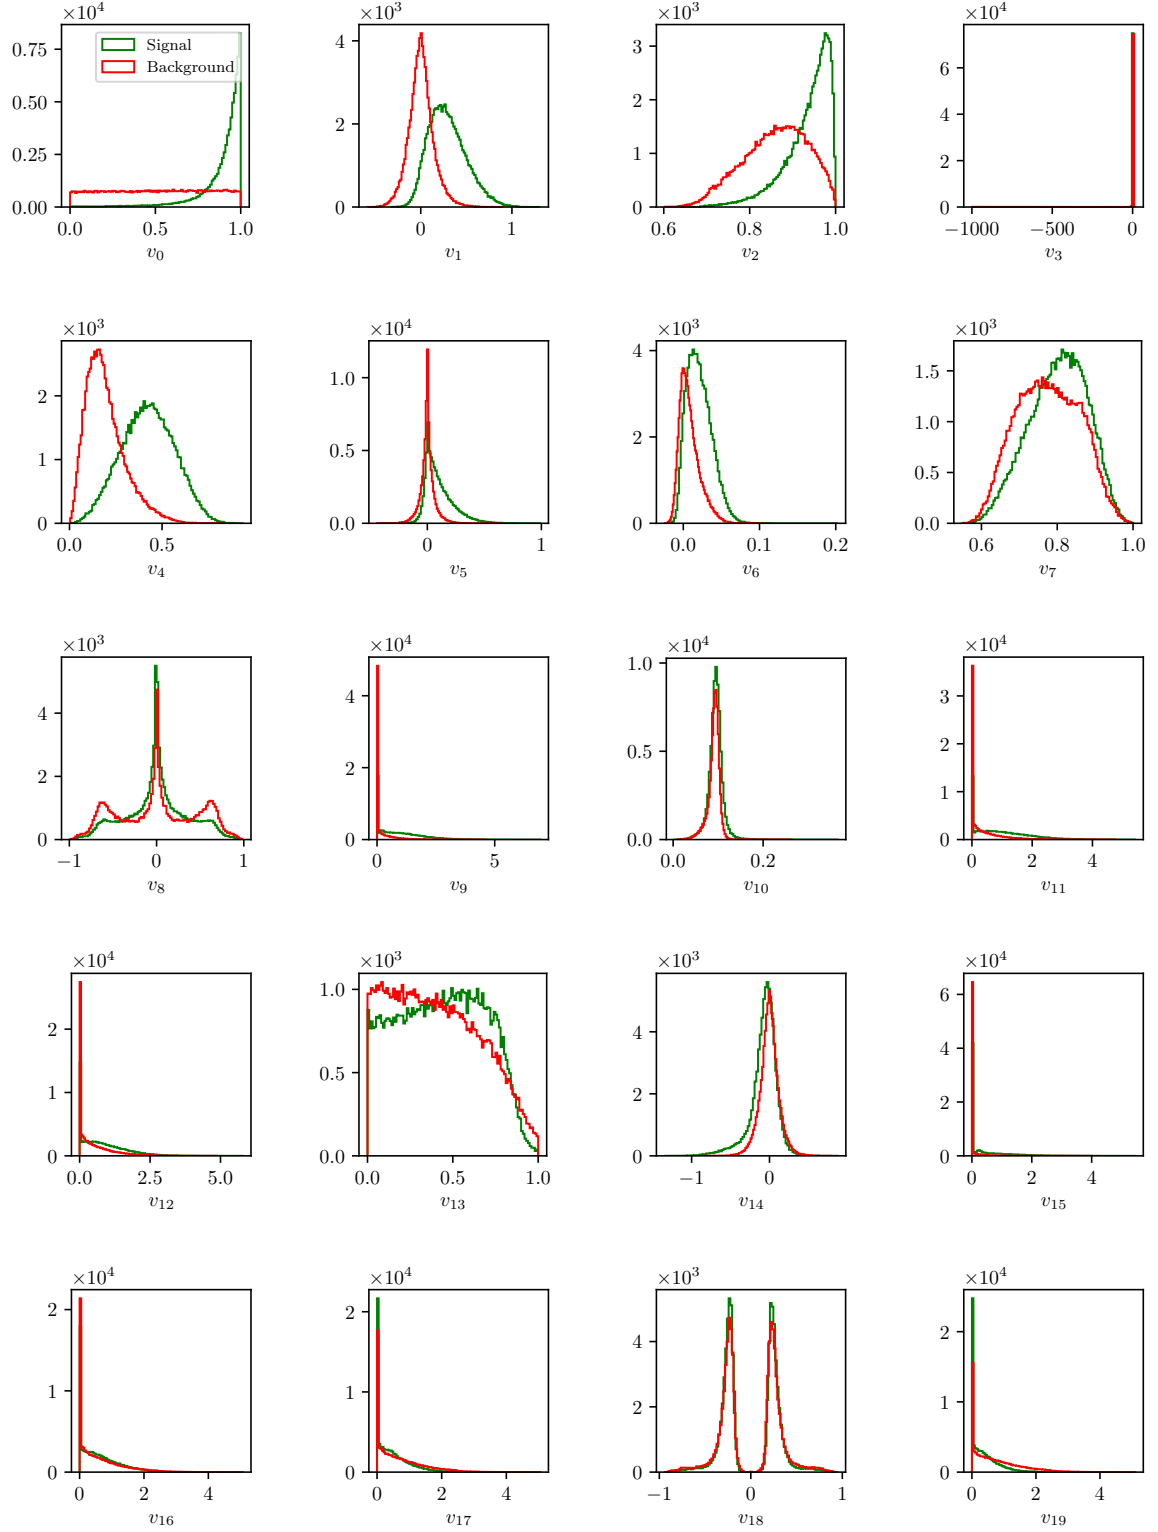 ×10⁴
0.75
0.50
0.25
0.00
0.0 0.5 1.0
v₀
Signal
Background
×10³
4
2
0
0 1
v₁
×10³
3
2
1
0
0.6 0.8 1.0
v₂
×10⁴
6
4
2
0
−1000 −500 0
v₃
×10³
2
1
0
0.0 0.5
v₄
×10⁴
1.0
0.5
0.0
0 1
v₅
×10³
4
2
0
0.0 0.1 0.2
v₆
×10³
1.5
1.0
0.5
0.0
0.6 0.8 1.0
v₇
×10³
4
2
0
−1 0 1
v₈
×10⁴
4
2
0
0 5
v₉
×10⁴
1.0
0.5
0.0
0.0 0.2
v₁₀
×10⁴
3
2
1
0
0 2 4
v₁₁
×10⁴
2
1
0
0.0 2.5 5.0
v₁₂
×10³
1.0
0.5
0.0
0.0 0.5 1.0
v₁₃
×10³
4
2
0
−1 0
v₁₄
×10⁴
6
4
2
0
0 2 4
v₁₅
×10⁴
2
1
0
0 2 4
v₁₆
×10⁴
2
1
0
0 2 4
v₁₇
×10³
4
2
0
−1 0 1
v₁₈
×10⁴
2
1
0
0 2 4
v₁₉